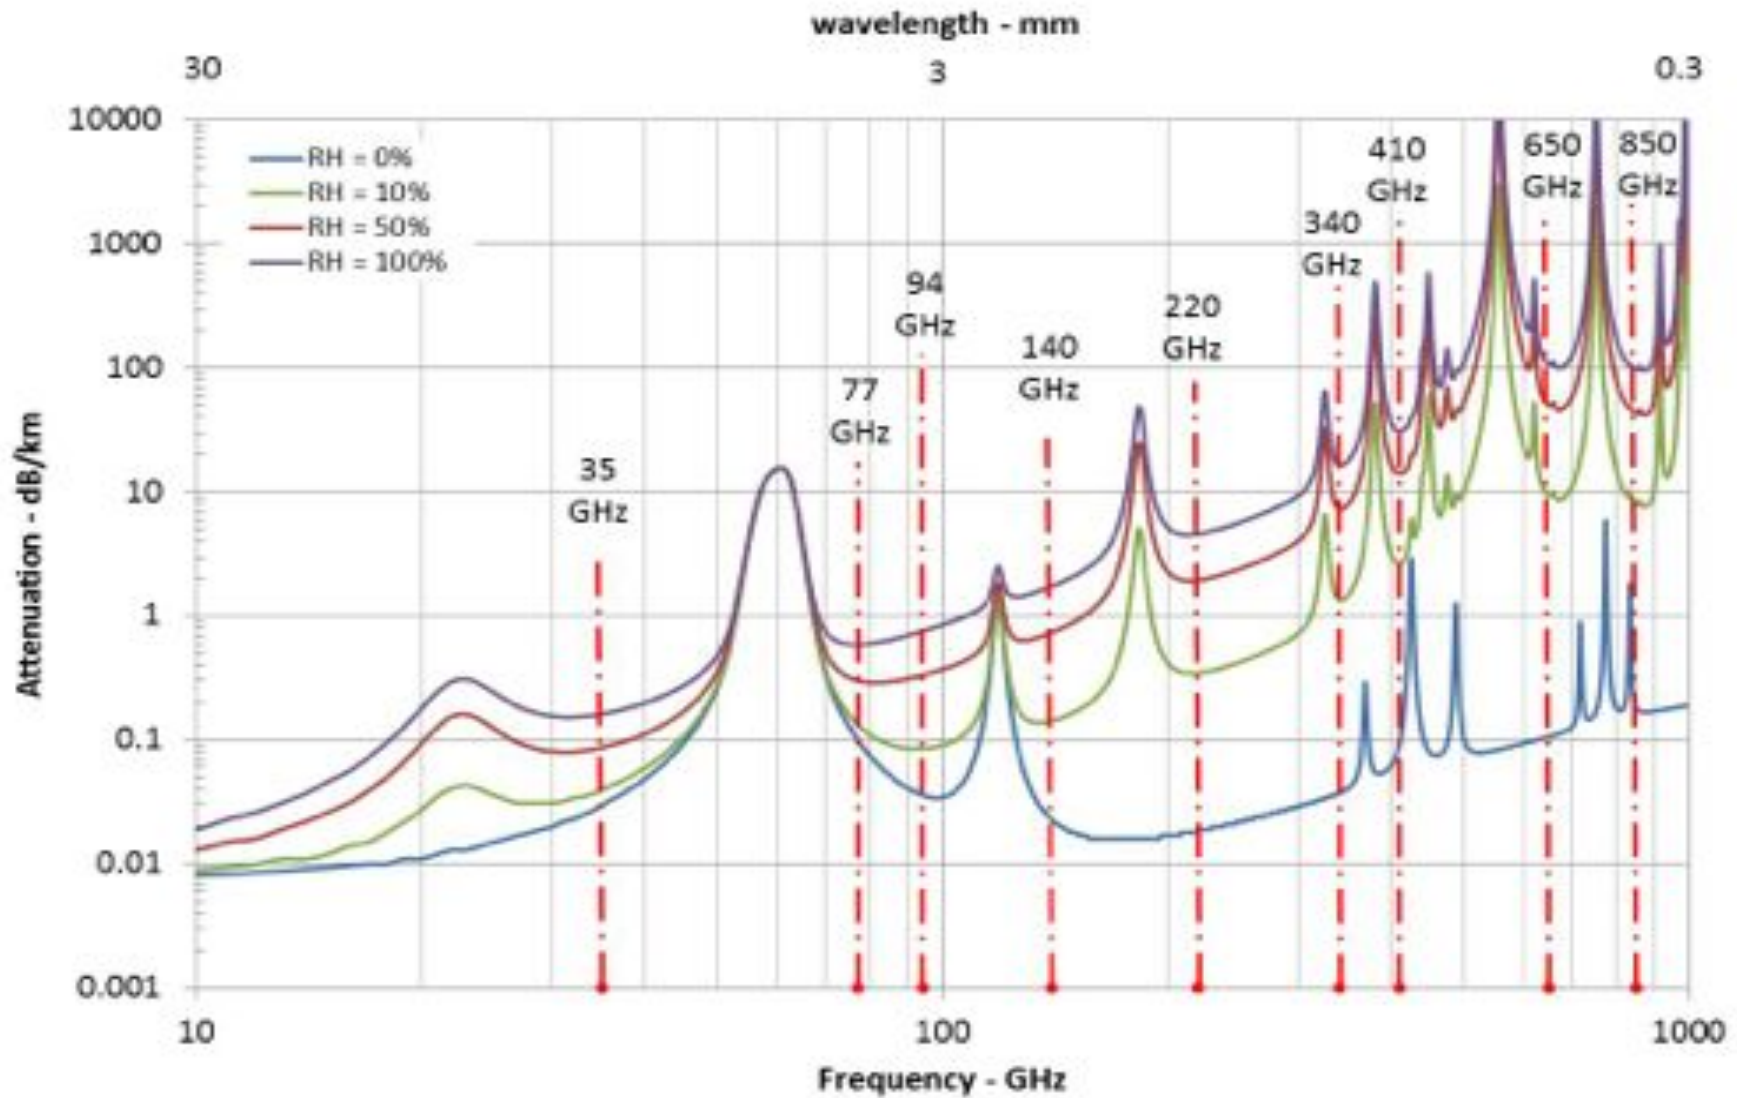 wavelength - mm
30
3
0.3
10000
1000
100
10
1
0.1
0.01
0.001
Attenuation - dB/km
RH = 0%
RH = 10%
RH = 50%
RH = 100%
35
GHz
77
GHz
94
GHz
140
GHz
220
GHz
340
GHz
410
GHz
650
GHz
850
GHz
10
100
1000
Frequency - GHz